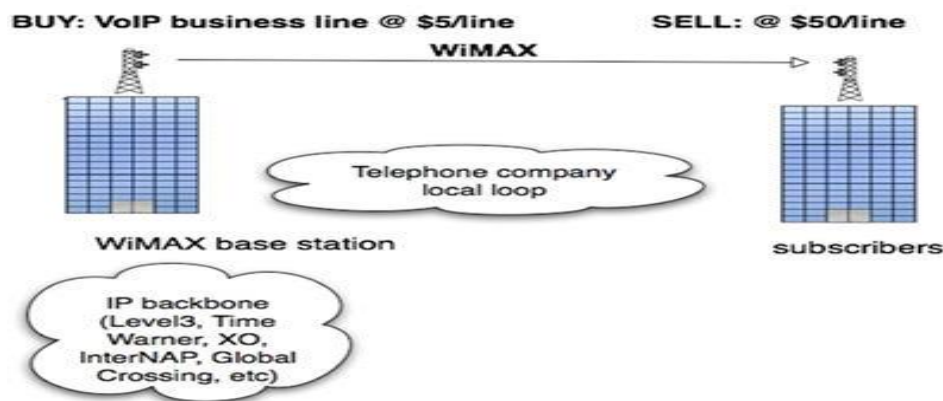 BUY: VoIP business line @ $5/line
SELL: @ $50/line
WiMAX
Telephone company
local loop
WiMAX base station
subscribers
IP backbone
(Level3, Time
Warner, XO,
InterNAP, Global
Crossing, etc)